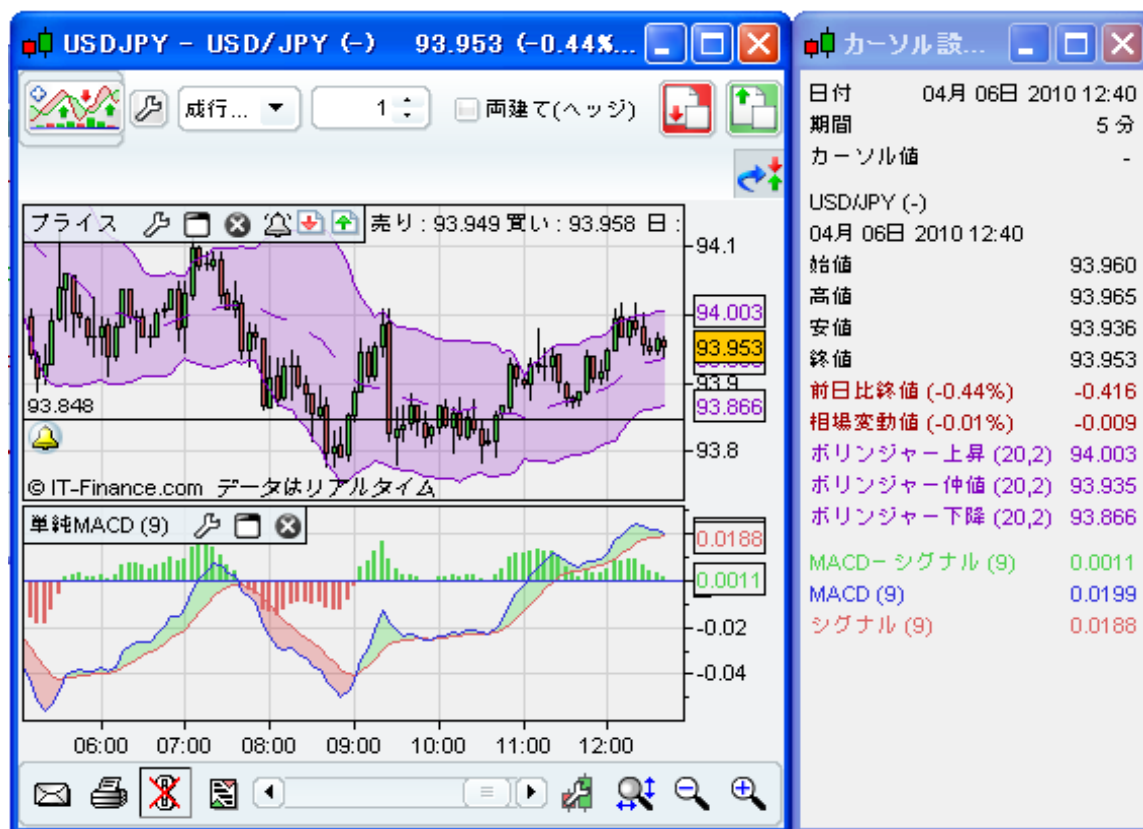 USDJPY - USD/JPY (-) 93.953 (-0.44%...
成行... 1 両建て(ヘッジ)
プライス 売り : 93.949 買い : 93.958 日 :
94.1
94.003
93.953
93.9
93.866
93.8
93.848
© IT-Finance.com データはリアルタイム
単純MACD (9)
0.0188
0.0011
-0.02
-0.04
06:00 07:00 08:00 09:00 10:00 11:00 12:00
カーソル設...
日付 04月 06日 2010 12:40
期間 5 分
カーソル値 -
USD/JPY (-)
04月 06日 2010 12:40
始値 93.960
高値 93.965
安値 93.936
終値 93.953
前日比終値 (-0.44%) -0.416
相場変動値 (-0.01%) -0.009
ボリンジャー上昇 (20,2) 94.003
ボリンジャー仲値 (20,2) 93.935
ボリンジャー下降 (20,2) 93.866
MACD－シグナル (9) 0.0011
MACD (9) 0.0199
シグナル (9) 0.0188